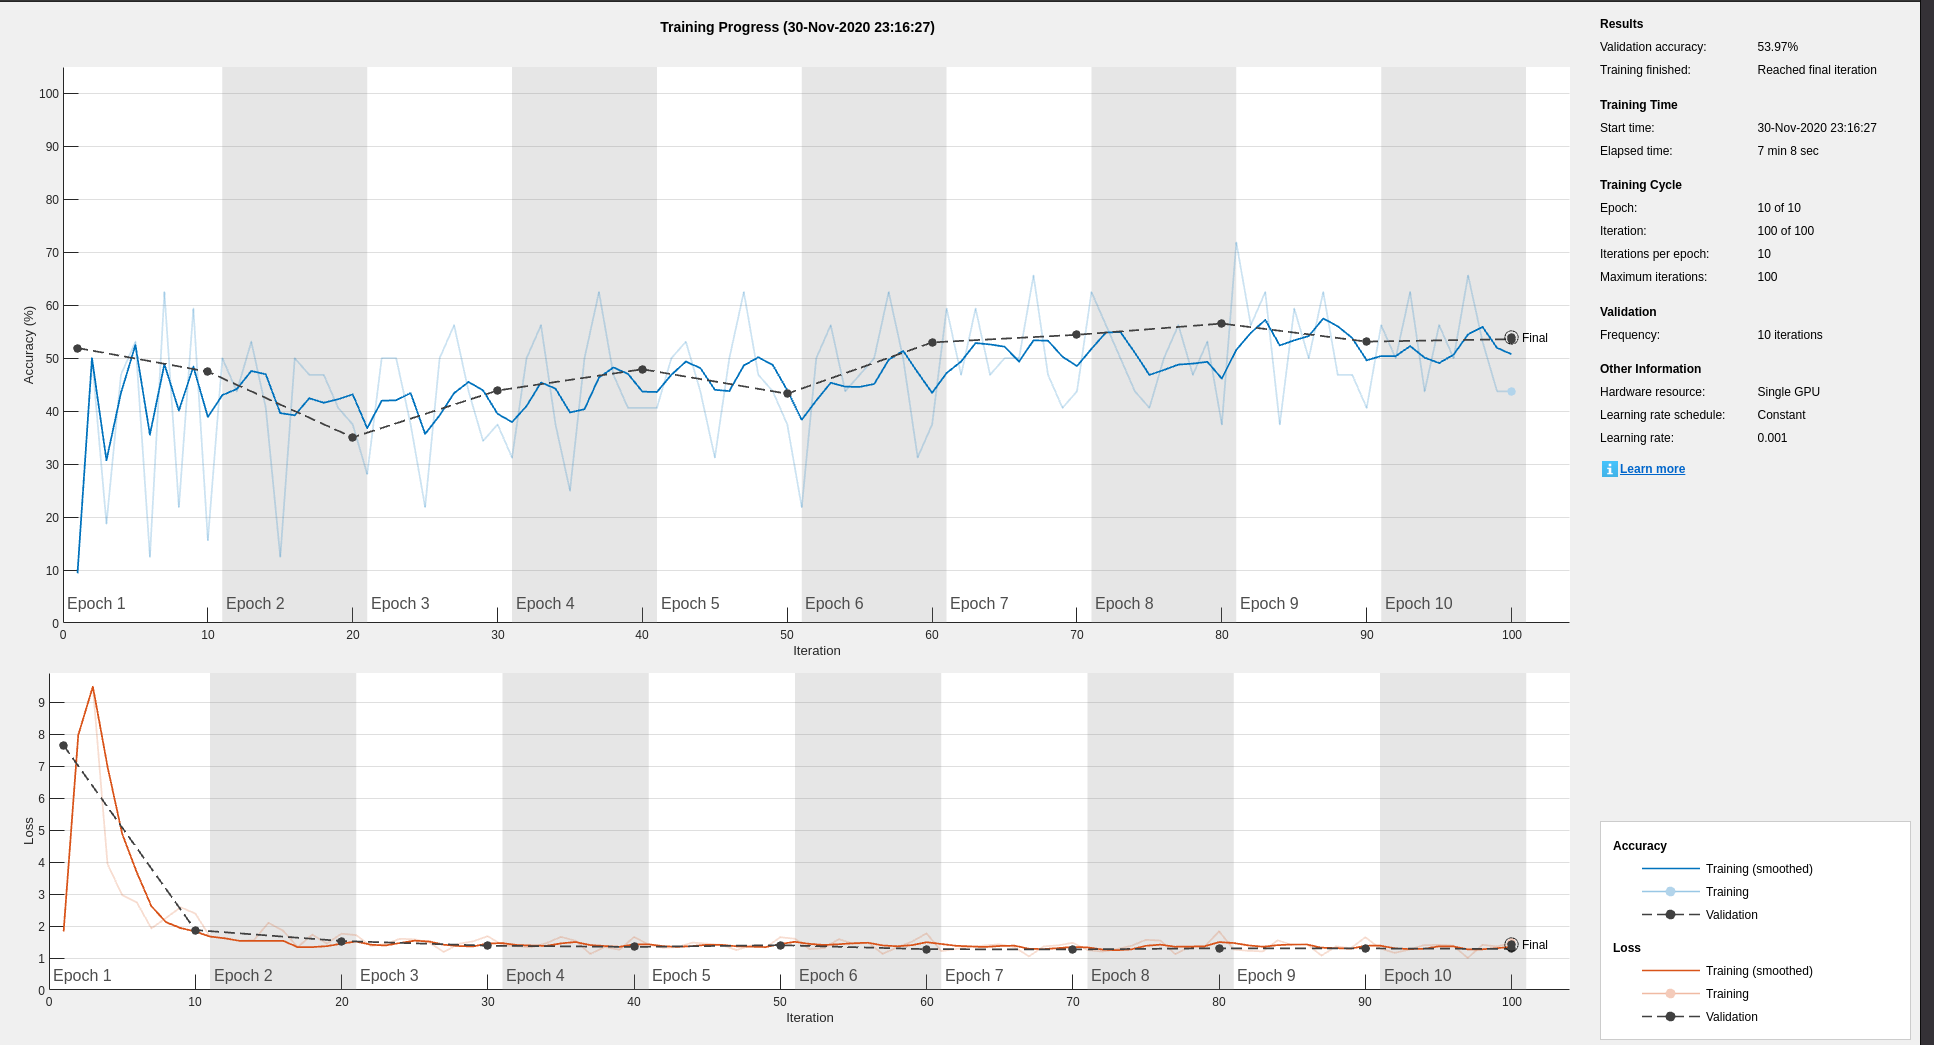 Training Progress (30-Nov-2020 23:16:27)
Accuracy (%)
100
90
80
70
60
50
40
30
20
10
0
Final
Epoch 1 Epoch 2 Epoch 3 Epoch 4 Epoch 5 Epoch 6 Epoch 7 Epoch 8 Epoch 9 Epoch 10
0 10 20 30 40 50 60 70 80 90 100
Iteration
Loss
9
8
7
6
5
4
3
2
1
0
Final
Epoch 1 Epoch 2 Epoch 3 Epoch 4 Epoch 5 Epoch 6 Epoch 7 Epoch 8 Epoch 9 Epoch 10
0 10 20 30 40 50 60 70 80 90 100
Iteration
Results
Validation accuracy: 53.97%
Training finished: Reached final iteration
Training Time
Start time: 30-Nov-2020 23:16:27
Elapsed time: 7 min 8 sec
Training Cycle
Epoch: 10 of 10
Iteration: 100 of 100
Iterations per epoch: 10
Maximum iterations: 100
Validation
Frequency: 10 iterations
Other Information
Hardware resource: Single GPU
Learning rate schedule: Constant
Learning rate: 0.001
i Learn more
Accuracy
Training (smoothed)
Training
Validation
Loss
Training (smoothed)
Training
Validation